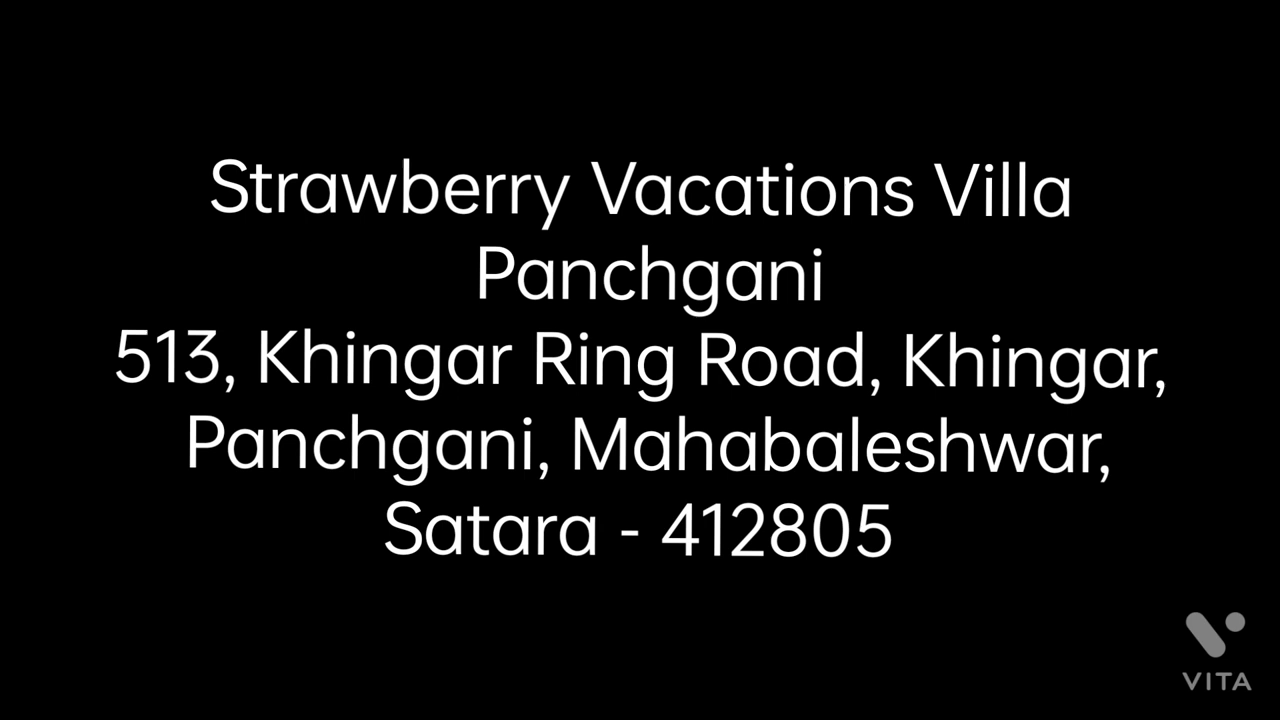 Strawberry Vacations Villa
Panchgani
513, Khingar Ring Road, Khingar,
Panchgani, Mahabaleshwar,
Satara - 412805
VITA